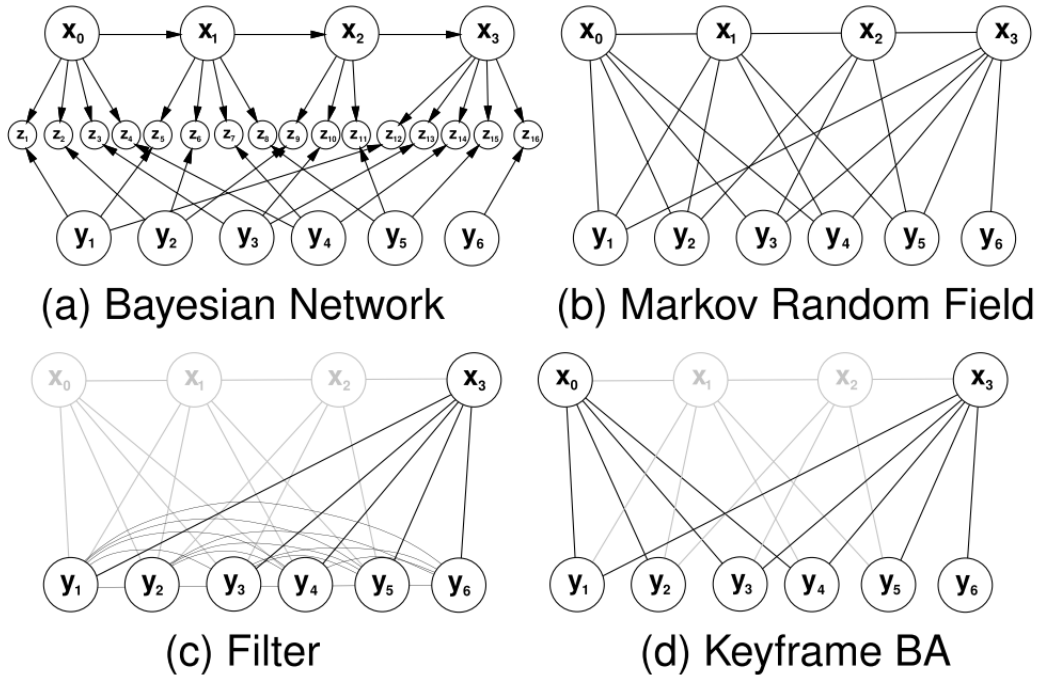 x₀ x₁ x₂ x₃
z₁ z₂ z₃ z₄ z₅ z₆ z₇ z₈ z₉ z₁₀ z₁₁ z₁₂ z₁₃ z₁₄ z₁₅ z₁₆
y₁ y₂ y₃ y₄ y₅ y₆
(a) Bayesian Network
x₀ x₁ x₂ x₃
y₁ y₂ y₃ y₄ y₅ y₆
(b) Markov Random Field
x₀ x₁ x₂ x₃
y₁ y₂ y₃ y₄ y₅ y₆
(c) Filter
x₀ x₁ x₂ x₃
y₁ y₂ y₃ y₄ y₅ y₆
(d) Keyframe BA